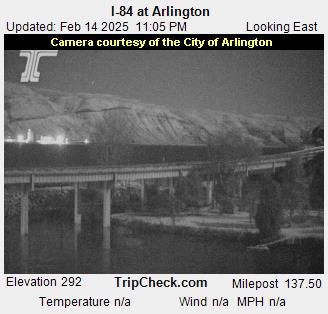 I-84 at Arlington
Updated: Feb 14 2025 11:05 PM Looking East
Camera courtesy of the City of Arlington
Elevation 292 TripCheck.com Milepost 137.50
Temperature n/a Wind n/a MPH n/a